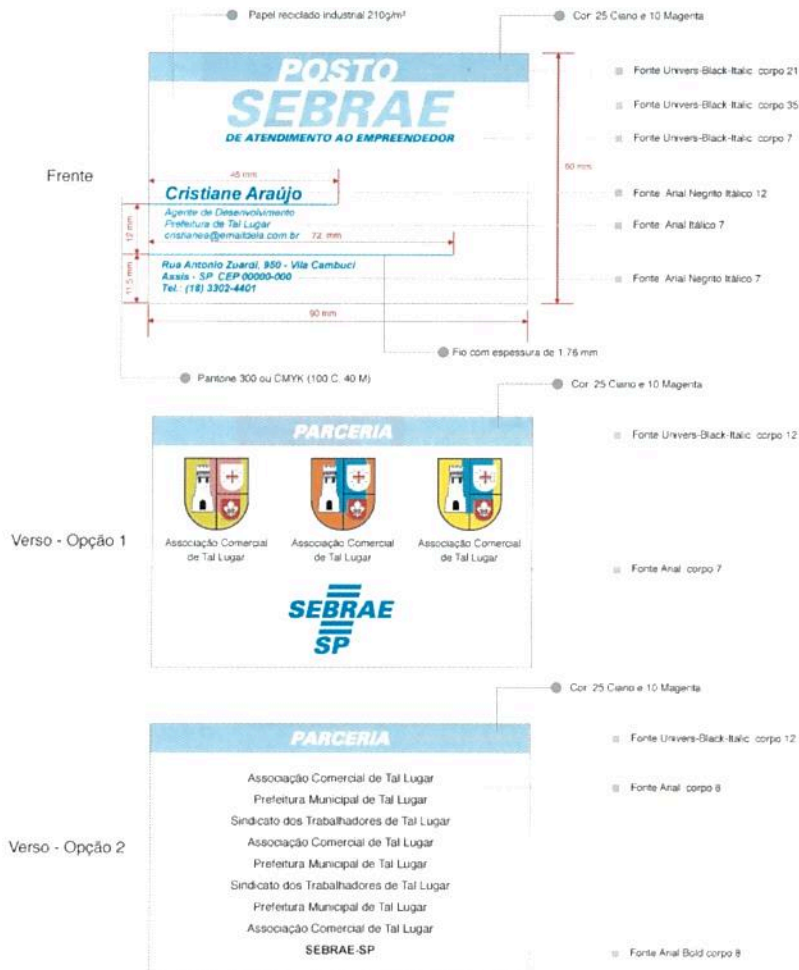 Papel reciclado industrial 210g/m²
Cor: 25 Ciano e 10 Magenta
POSTO
SEBRAE
DE ATENDIMENTO AO EMPREENDEDOR
Fonte Univers-Black-Italic corpo 21
Fonte Univers-Black-Italic corpo 35
Fonte Univers-Black-Italic corpo 7
Frente
45 mm
60 mm
Cristiane Araújo
Fonte Arial Negrito Itálico 12
Agente de Desenvolvimento
Prefeitura de Tal Lugar
Fonte Arial Itálico 7
cristianea@emaildela.com.br
72 mm
12 mm
Rua Antonio Zuardi, 950 - Vila Cambuci
Assis - SP CEP 00000-000
Tel.: (18) 3302-4401
Fonte Arial Negrito Itálico 7
11,5 mm
90 mm
Fio com espessura de 1.76 mm
Pantone 300 ou CMYK (100 C 40 M)
Cor: 25 Ciano e 10 Magenta
PARCERIA
Fonte Univers-Black-Italic corpo 12
Verso - Opção 1
Associação Comercial
de Tal Lugar
Associação Comercial
de Tal Lugar
Associação Comercial
de Tal Lugar
Fonte Arial corpo 7
SEBRAE
SP
Cor: 25 Ciano e 10 Magenta
PARCERIA
Fonte Univers-Black-Italic corpo 12
Verso - Opção 2
Associação Comercial de Tal Lugar
Fonte Arial corpo 8
Prefeitura Municipal de Tal Lugar
Sindicato dos Trabalhadores de Tal Lugar
Associação Comercial de Tal Lugar
Prefeitura Municipal de Tal Lugar
Sindicato dos Trabalhadores de Tal Lugar
Prefeitura Municipal de Tal Lugar
Associação Comercial de Tal Lugar
SEBRAE-SP
Fonte Arial Bold corpo 8